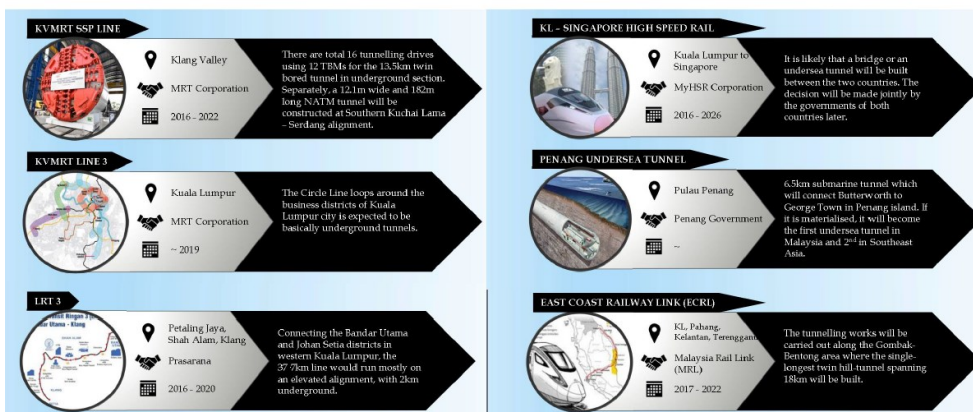 KVMRT SSP LINE
Klang Valley
MRT Corporation
2016 - 2022
There are total 16 tunnelling drives
using 12 TBMs for the 13.5km twin
bored tunnel in underground section.
Separately, a 12.1m wide and 182m
long NATM tunnel will be
constructed at Southern Kuchai Lama
– Serdang alignment.
KVMRT LINE 3
Kuala Lumpur
MRT Corporation
~ 2019
The Circle Line loops around the
business districts of Kuala
Lumpur city is expected to be
basically underground tunnels.
LRT 3
Utama - Klang
Petaling Jaya,
Shah Alam, Klang
Prasarana
2016 - 2020
Connecting the Bandar Utama
and Johan Setia districts in
western Kuala Lumpur, the
37·7km line would run mostly on
an elevated alignment, with 2km
underground.
KL – SINGAPORE HIGH SPEED RAIL
Kuala Lumpur to
Singapore
MyHSR Corporation
2016 - 2026
It is likely that a bridge or an
undersea tunnel will be built
between the two countries. The
decision will be made jointly by
the governments of both
countries later.
PENANG UNDERSEA TUNNEL
Pulau Penang
Penang Government
~
6.5km submarine tunnel which
will connect Butterworth to
George Town in Penang island. If
it is materialised, it will become
the first undersea tunnel in
Malaysia and 2nd in Southeast
Asia.
EAST COAST RAILWAY LINK (ECRL)
KL, Pahang,
Kelantan, Terengganu
Malaysia Rail Link
(MRL)
2017 - 2022
The tunnelling works will be
carried out along the Gombak-
Bentong area where the single-
longest twin hill-tunnel spanning
18km will be built.